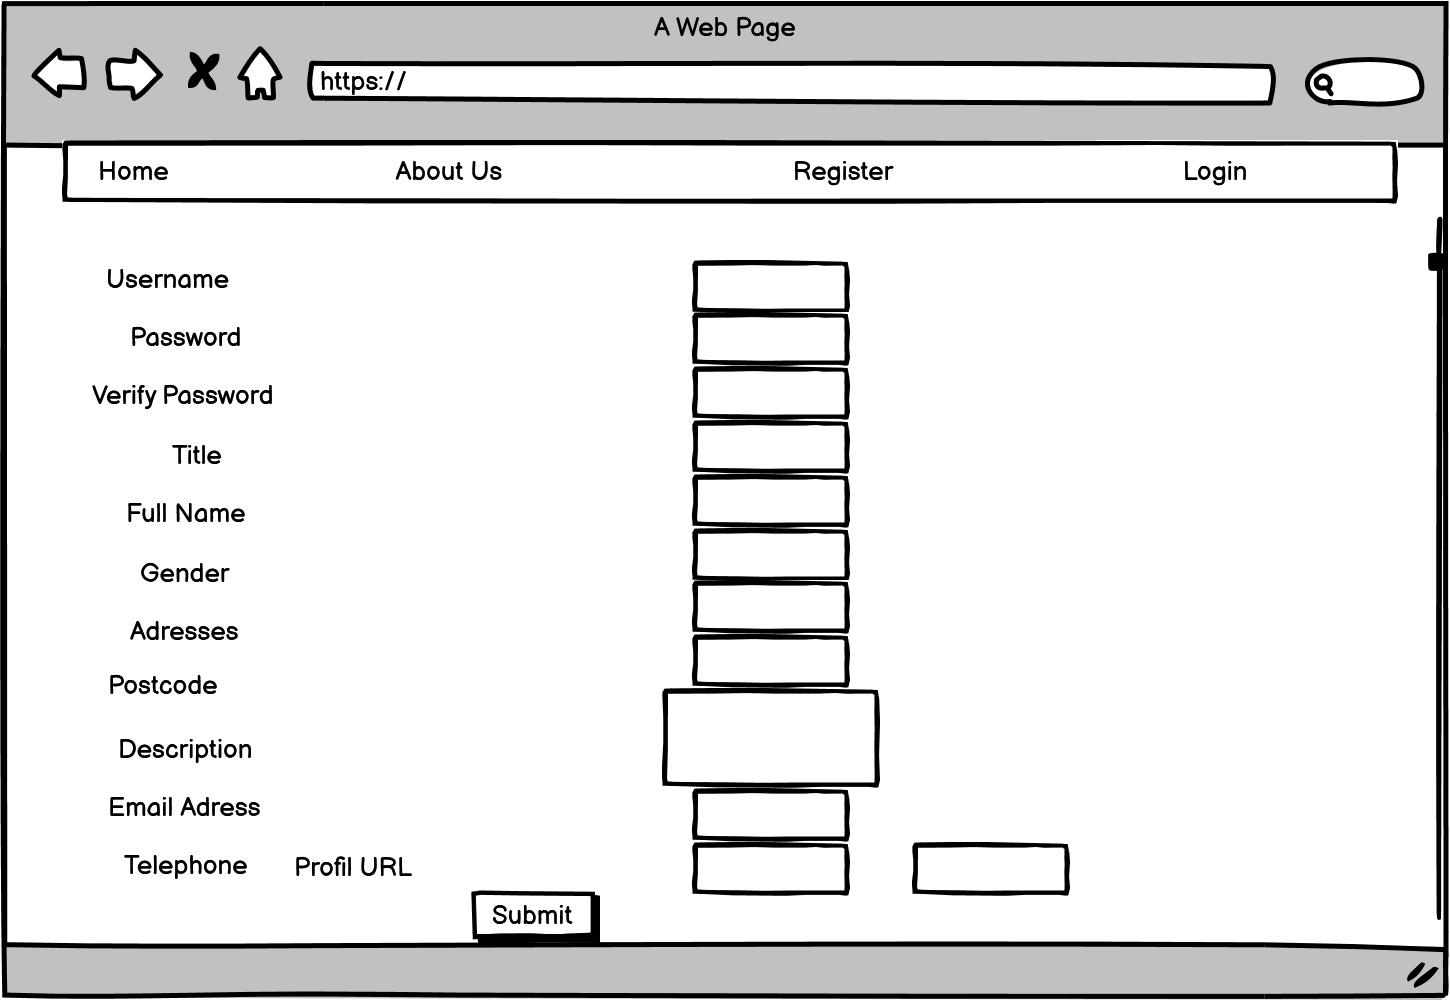 A Web Page
https://
Home About Us Register Login
Username
Password
Verify Password
Title
Full Name
Gender
Adresses
Postcode
Description
Email Adress
Telephone Profil URL
Submit